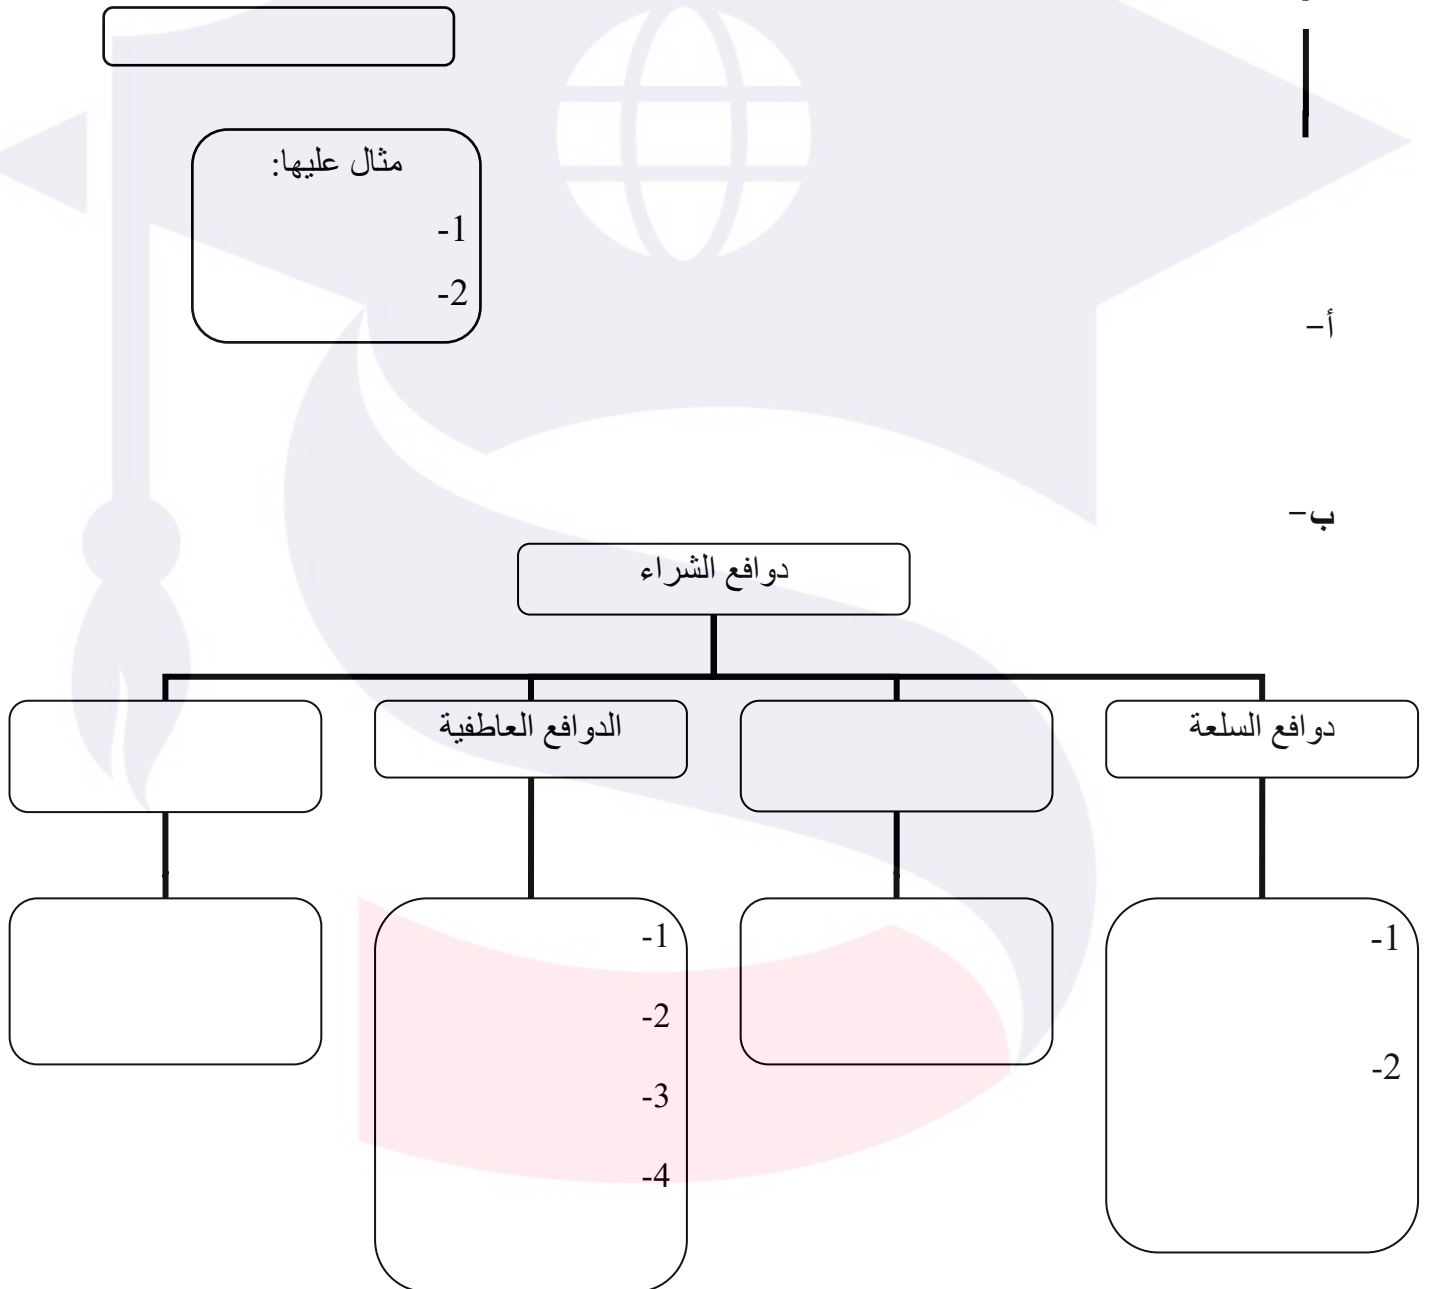 مثال عليها:
-1
-2
أ-
ب-
دوافع الشراء
دوافع السلعة
الدوافع العاطفية
-1
-2
-1
-2
-3
-4